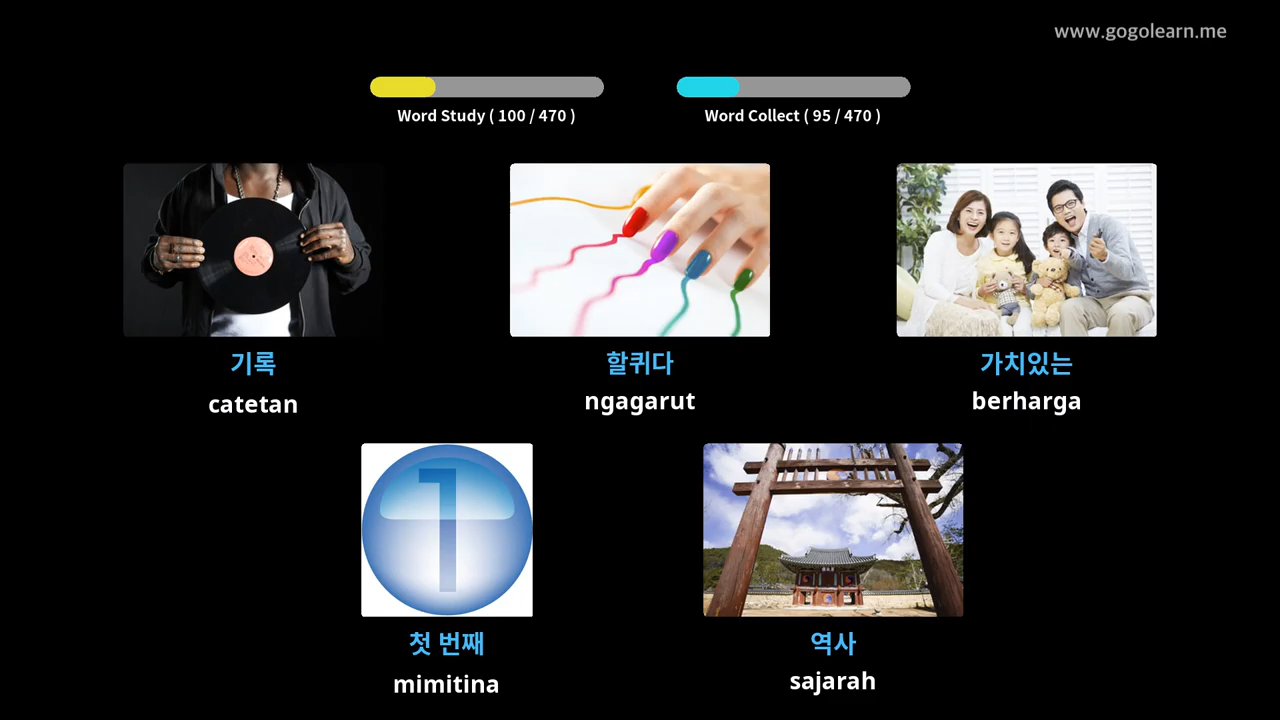 www.gogolearn.me
Word Study ( 100 / 470 )
Word Collect ( 95 / 470 )
기록
catetan
할퀴다
ngagarut
가치있는
berharga
1
첫 번째
mimitina
역사
sajarah